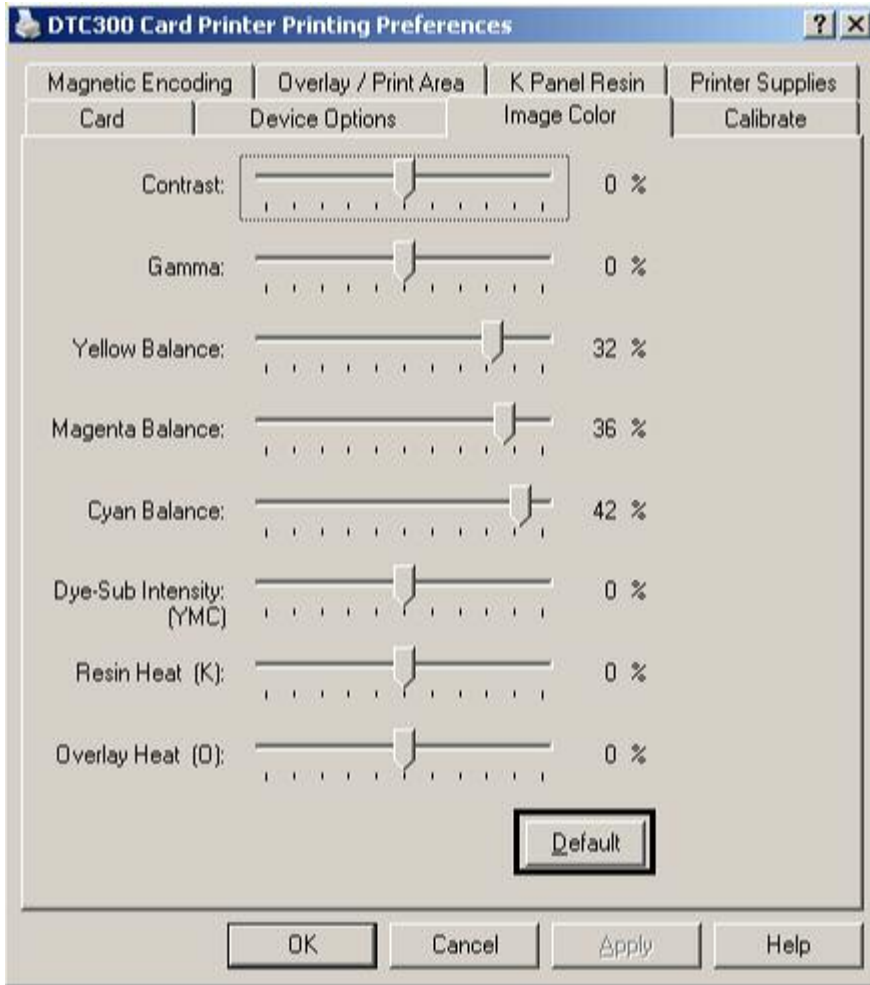 DTC300 Card Printer Printing Preferences
Magnetic Encoding Overlay / Print Area K Panel Resin Printer Supplies
Card Device Options Image Color Calibrate
Contrast: 0 %
Gamma: 0 %
Yellow Balance: 32 %
Magenta Balance: 36 %
Cyan Balance: 42 %
Dye-Sub Intensity: 0 %
(YMC)
Resin Heat (K): 0 %
Overlay Heat (O): 0 %
Default
OK Cancel Apply Help